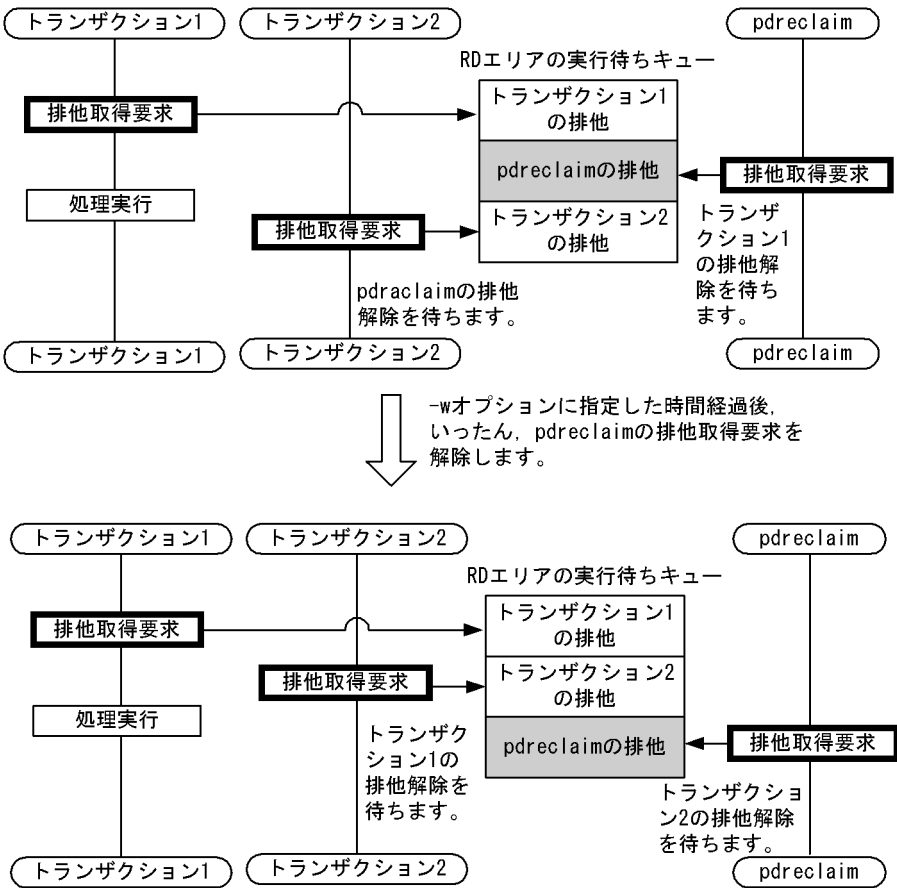 トランザクション1
トランザクション2
pdreclaim
RDエリアの実行待ちキュー
排他取得要求
トランザクション1
の排他
pdreclaimの排他
排他取得要求
処理実行
排他取得要求
トランザクション2
の排他
トランザ
クション1
の排他解
除を待ち
ます。
pdraclaimの排他
解除を待ちます。
トランザクション1
トランザクション2
pdreclaim
-wオプションに指定した時間経過後,
いったん, pdreclaimの排他取得要求を
解除します。
トランザクション1
トランザクション2
pdreclaim
RDエリアの実行待ちキュー
排他取得要求
トランザクション1
の排他
排他取得要求
トランザクション2
の排他
処理実行
pdreclaimの排他
排他取得要求
トランザク
ション1の
排他解除を
待ちます。
トランザクショ
ン2の排他解除
を待ちます。
トランザクション1
トランザクション2
pdreclaim